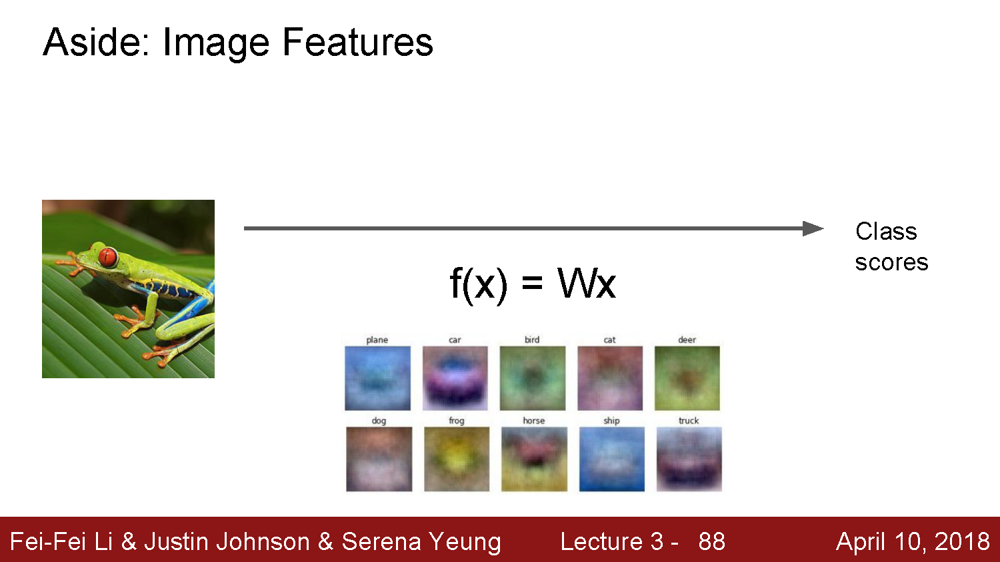 Aside: Image Features
Class
scores
f(x) = Wx
plane car bird cat deer
dog frog horse ship truck
Fei-Fei Li & Justin Johnson & Serena Yeung Lecture 3 - 88 April 10, 2018